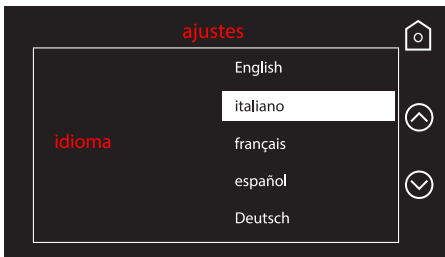 ajustes
English
italiano
idioma
français
español
Deutsch